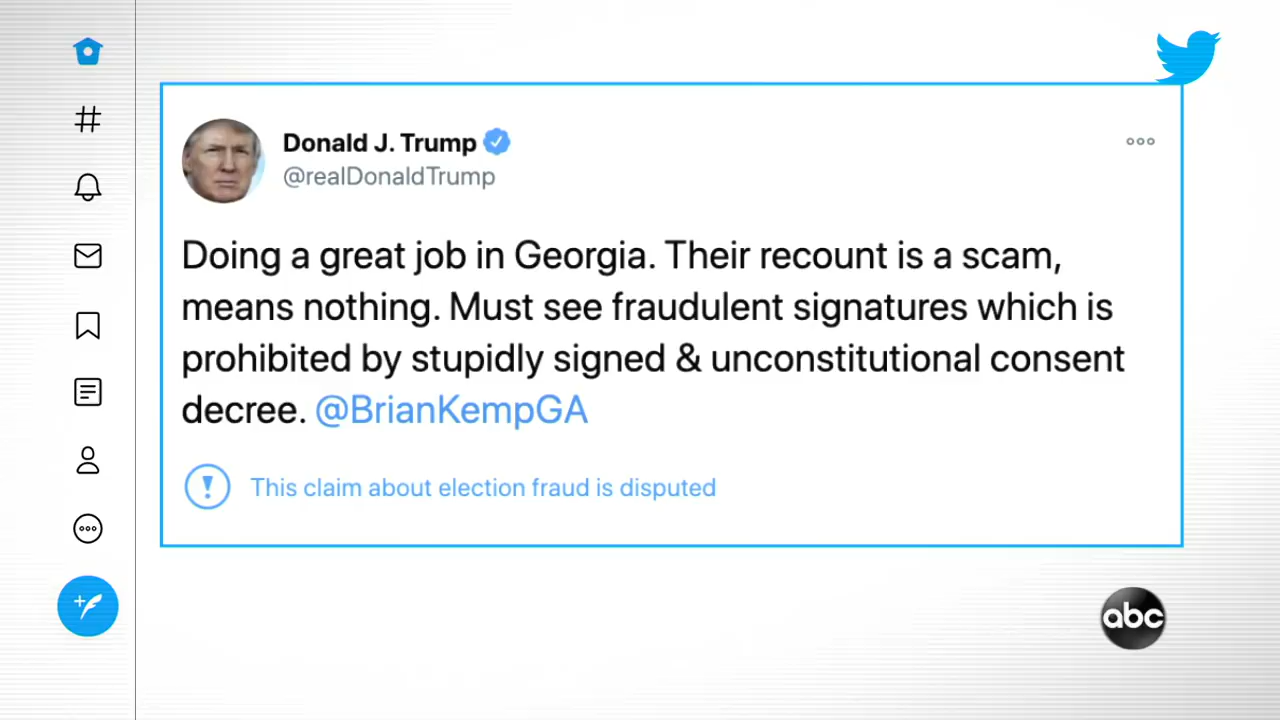 Donald J. Trump
@realDonaldTrump
Doing a great job in Georgia. Their recount is a scam,
means nothing. Must see fraudulent signatures which is
prohibited by stupidly signed & unconstitutional consent
decree. @BrianKempGA
This claim about election fraud is disputed
abc